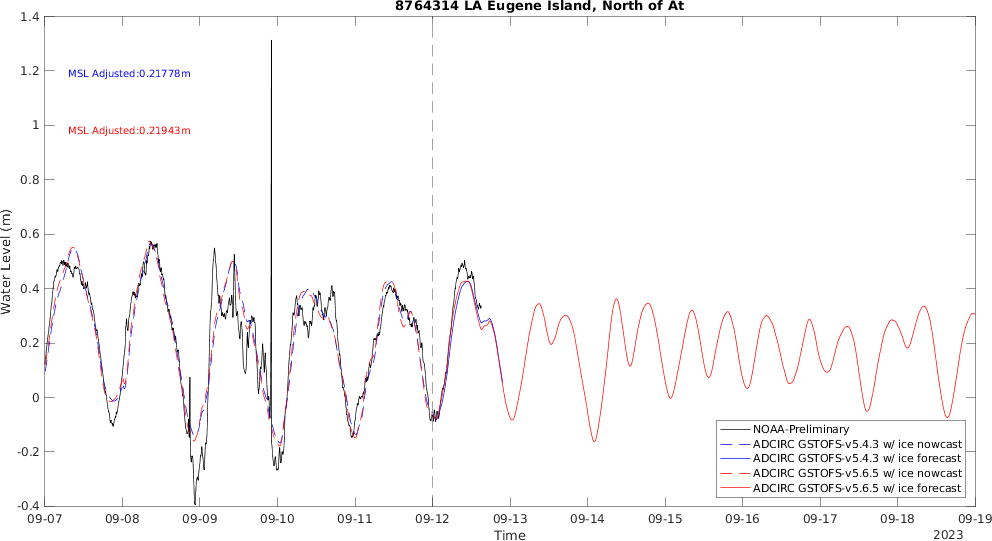 8764314 LA Eugene Island, North of At
1.4
1.2
1
0.8
0.6
0.4
0.2
0
-0.2
-0.4
Water Level (m)
MSL Adjusted:0.21778m
MSL Adjusted:0.21943m
NOAA-Preliminary
ADCIRC GSTOFS-v5.4.3 w/ ice nowcast
ADCIRC GSTOFS-v5.4.3 w/ ice forecast
ADCIRC GSTOFS-v5.6.5 w/ ice nowcast
ADCIRC GSTOFS-v5.6.5 w/ ice forecast
09-07 09-08 09-09 09-10 09-11 09-12 09-13 09-14 09-15 09-16 09-17 09-18 09-19
Time
2023